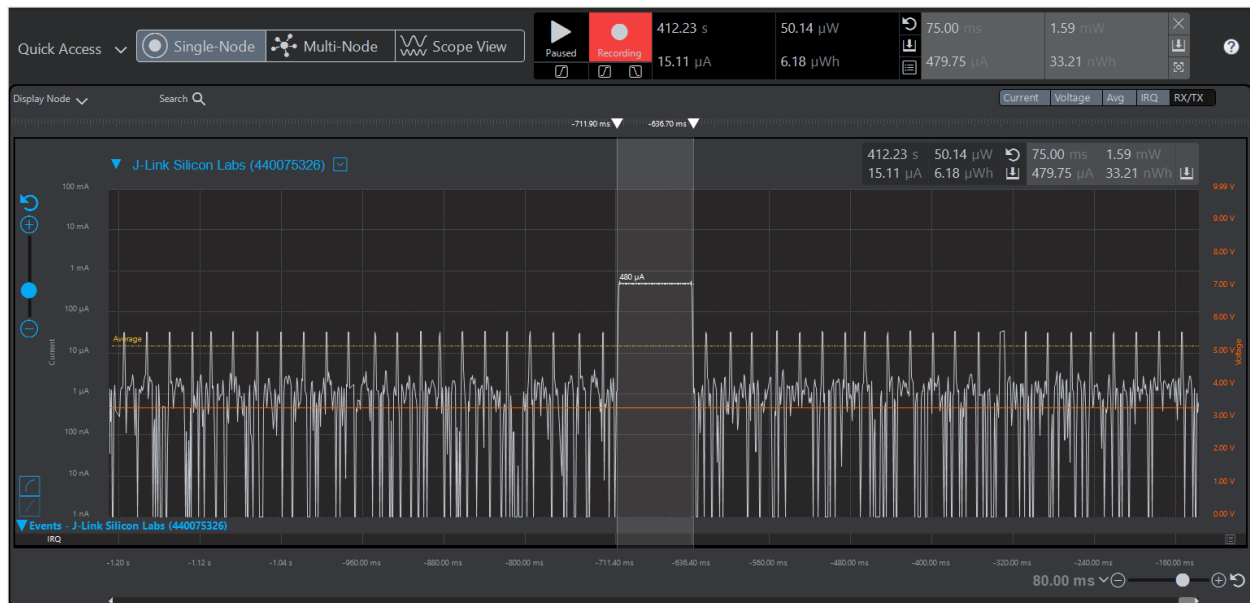 Quick Access Single-Node Multi-Node Scope View
Paused Recording
412.23 s 50.14 µW
15.11 µA 6.18 µWh
75.00 ms 1.59 mW
479.75 µA 33.21 nWh
Display Node Search Current Voltage Avg IRQ RX/TX
-711.90 ms -636.70 ms
J-Link Silicon Labs (440075326)
412.23 s 50.14 µW 75.00 ms 1.59 mW
15.11 µA 6.18 µWh 479.75 µA 33.21 nWh
100 mA
10 mA
1 mA
100 µA
10 µA
1 µA
100 nA
10 nA
1 nA
Current
480 µA
Average
9.99 V
9.00 V
8.00 V
7.00 V
6.00 V
5.00 V
4.00 V
3.00 V
2.00 V
1.00 V
0.00 V
Voltage
Events - J-Link Silicon Labs (440075326)
IRQ
-1.20 s -1.12 s -1.04 s -960.00 ms -880.00 ms -800.00 ms -711.40 ms -636.40 ms -560.00 ms -480.00 ms -400.00 ms -320.00 ms -240.00 ms -160.00 ms
80.00 ms